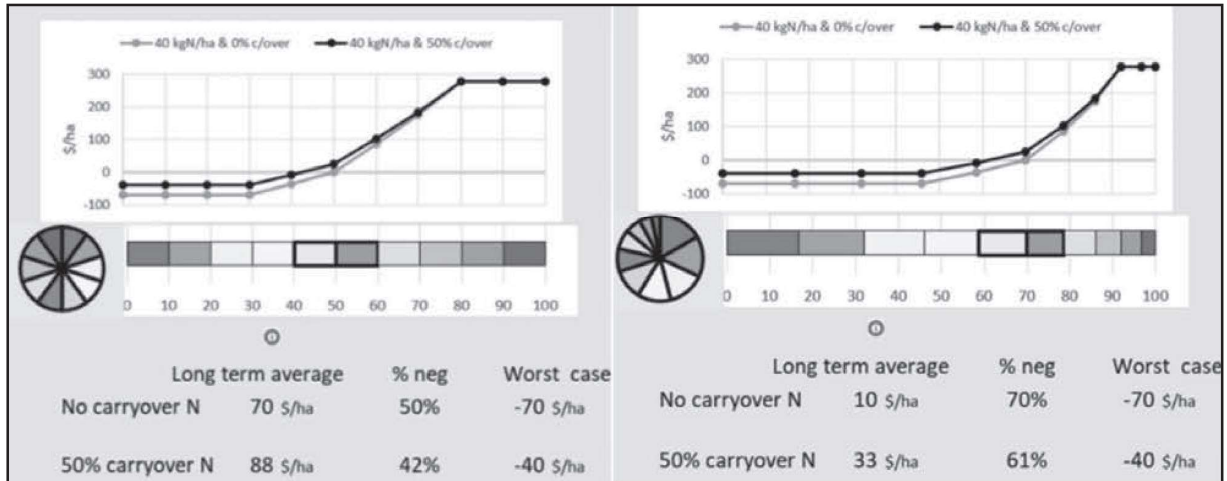 40 kgN/ha & 0% c/over 40 kgN/ha & 50% c/over
300
200
100
0
-100
$/ha
0 10 20 30 40 50 60 70 80 90 100
Long term average % neg Worst case
No carryover N 70 $/ha 50% -70 $/ha
50% carryover N 88 $/ha 42% -40 $/ha
40 kgN/ha & 0% c/over 40 kgN/ha & 50% c/over
300
200
100
0
-100
$/ha
0 10 20 30 40 50 60 70 80 90 100
Long term average % neg Worst case
No carryover N 10 $/ha 70% -70 $/ha
50% carryover N 33 $/ha 61% -40 $/ha